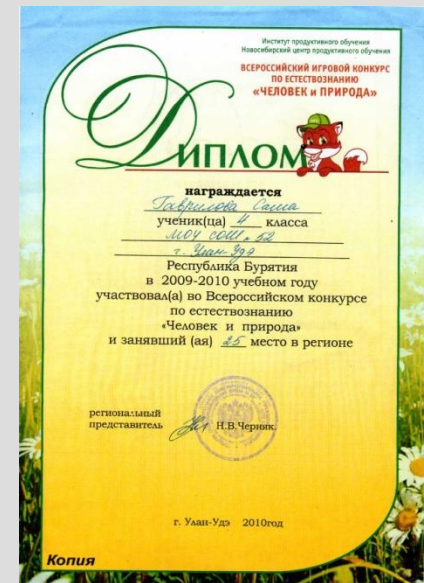 Институт продуктивного обучения
Новосибирский центр продуктивного обучения
ВСЕРОССИЙСКИЙ ИГРОВОЙ КОНКУРС
ПО ЕСТЕСТВОЗНАНИЮ
«ЧЕЛОВЕК и ПРИРОДА»
ДИПЛОМ
награждается
Гаврилова Саша
ученик(ца) 4 класса
МОУ СОШ № 52
г. Улан-Удэ
Республика Бурятия
в 2009-2010 учебном году
участвовал(а) во Всероссийском конкурсе
по естествознанию
«Человек и природа»
и занявший (ая) 25 место в регионе
региональный
представитель Н.В.Черняк.
г. Улан-Удэ 2010год
Копия